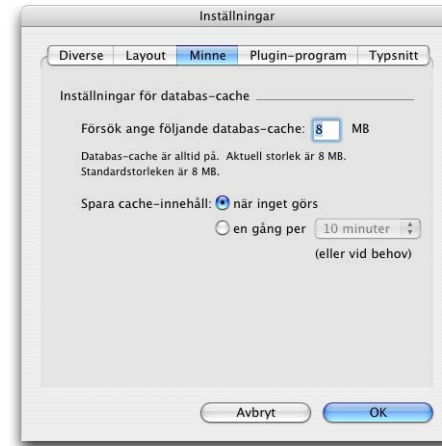 Inställningar
Diverse Layout Minne Plugin-program Typsnitt
Inställningar för databas-cache
Försök ange följande databas-cache: 8 MB
Databas-cache är alltid på. Aktuell storlek är 8 MB.
Standardstorleken är 8 MB.
Spara cache-innehåll: när inget görs
en gång per 10 minuter
(eller vid behov)
Avbryt OK